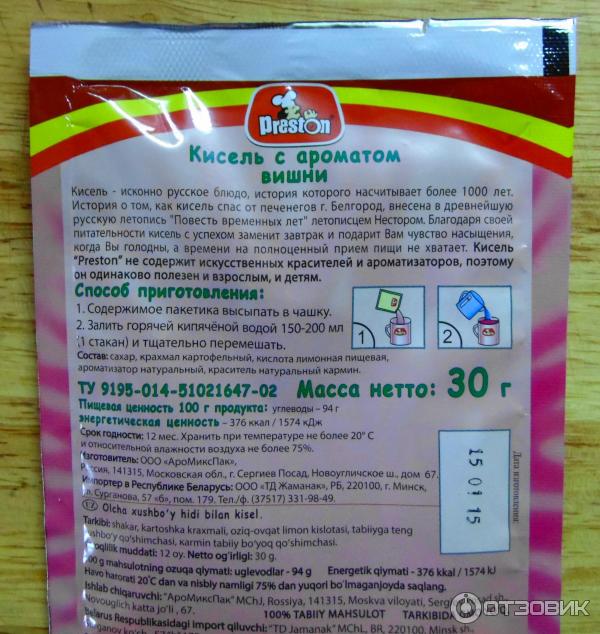 Preston
Кисель с ароматом
вишни
Кисель - исконно русское блюдо, история которого насчитывает более 1000 лет.
История о том, как кисель спас от печенегов г. Белгород, внесена в древнейшую
русскую летопись "Повесть временных лет" летописцем Нестором. Благодаря своей
питательности кисель с успехом заменит завтрак и подарит Вам чувство насыщения,
когда Вы голодны, а времени на полноценный прием пищи не хватает. Кисель
"Preston" не содержит искусственных красителей и ароматизаторов, поэтому
он одинаково полезен и взрослым, и детям.
Способ приготовления:
1. Содержимое пакетика высыпать в чашку.
2. Залить горячей кипячёной водой 150-200 мл
(1 стакан) и тщательно перемешать.
1
2
Состав: сахар, крахмал картофельный, кислота лимонная пищевая,
ароматизатор натуральный, краситель натуральный кармин.
ТУ 9195-014-51021647-02 Масса нетто: 30 г
Пищевая ценность 100 г продукта: углеводы – 94 г
энергетическая ценность – 376 ккал / 1574 кДж
Срок годности: 12 мес. Хранить при температуре не более 20° С
и относительной влажности воздуха не более 75%.
Изготовитель: ООО «АроМиксПак»,
Россия, 141315, Московская обл., г. Сергиев Посад, Новоугличское ш., дом 67.
Импортер в Республике Беларусь: ООО «ТД Жаманак», РБ, 220100, г. Минск,
ул. Сурганова, 57 «б», пом. 179. Тел./ф. (37517) 331-98-49.
Дата изготовления:
15 01 15
Olcha xushbo'y hidi bilan kisel.
Tarkibi: shakar, kartoshka kraxmali, oziq-ovqat limon kislotasi, tabiiyga teng
xushbo'y qo'shimcasi, karmin tabiiy bo'yoq qo'shimchasi.
Yaroqlilik muddati: 12 oy. Netto og'irligi: 30 g.
100 g mahsulotning ozuqa qiymati: uglevodlar - 94 g Energetik qiymati - 376 kkal / 1574 kJ
Havo harorati 20°C dan va nisbly namligi 75% dan yuqori bo'lmaganjoyda saqlang.
Ishlab chiqaruvchi: "AroMiksPak" MChJ, Rossiya, 141315, Moskva viloyati, Sergiev Posad sh.
Novouglich katta jo'li, 67. 100% TABIIY MAHSULOT TARKIBIDA
Belarus Respublikasidagi import qiluvchi: "TD Jamanak" MChJ, BR, 220100, Minsk sh.
ОТЗОВИК